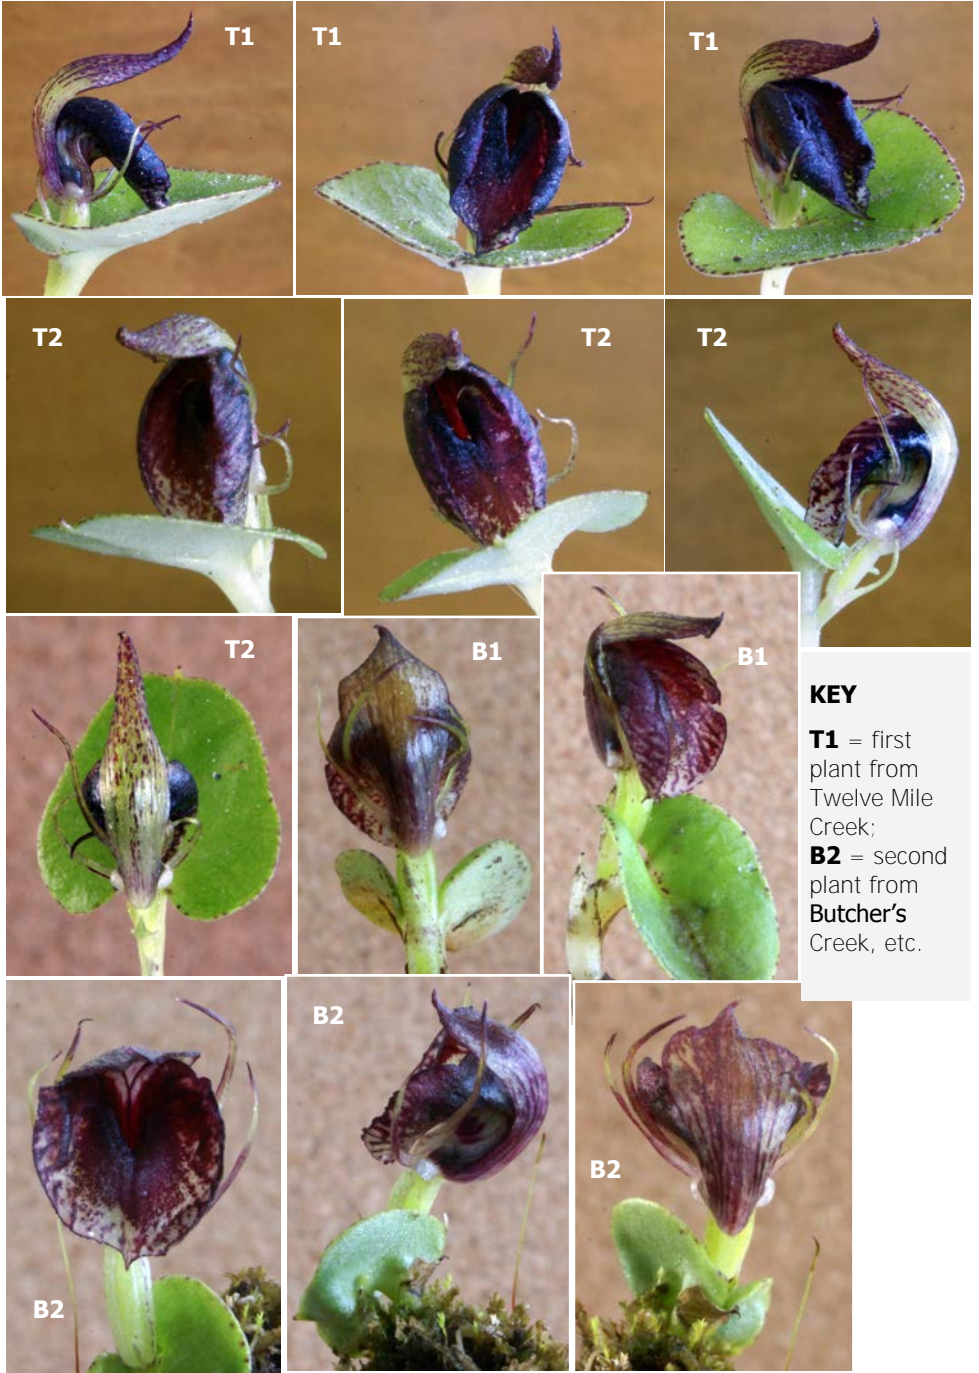 T1
T1
T1
T2
T2
T2
T2
B1
B1
KEY
T1 = first
plant from
Twelve Mile
Creek;
B2 = second
plant from
Butcher's
Creek, etc.
B2
B2
B2